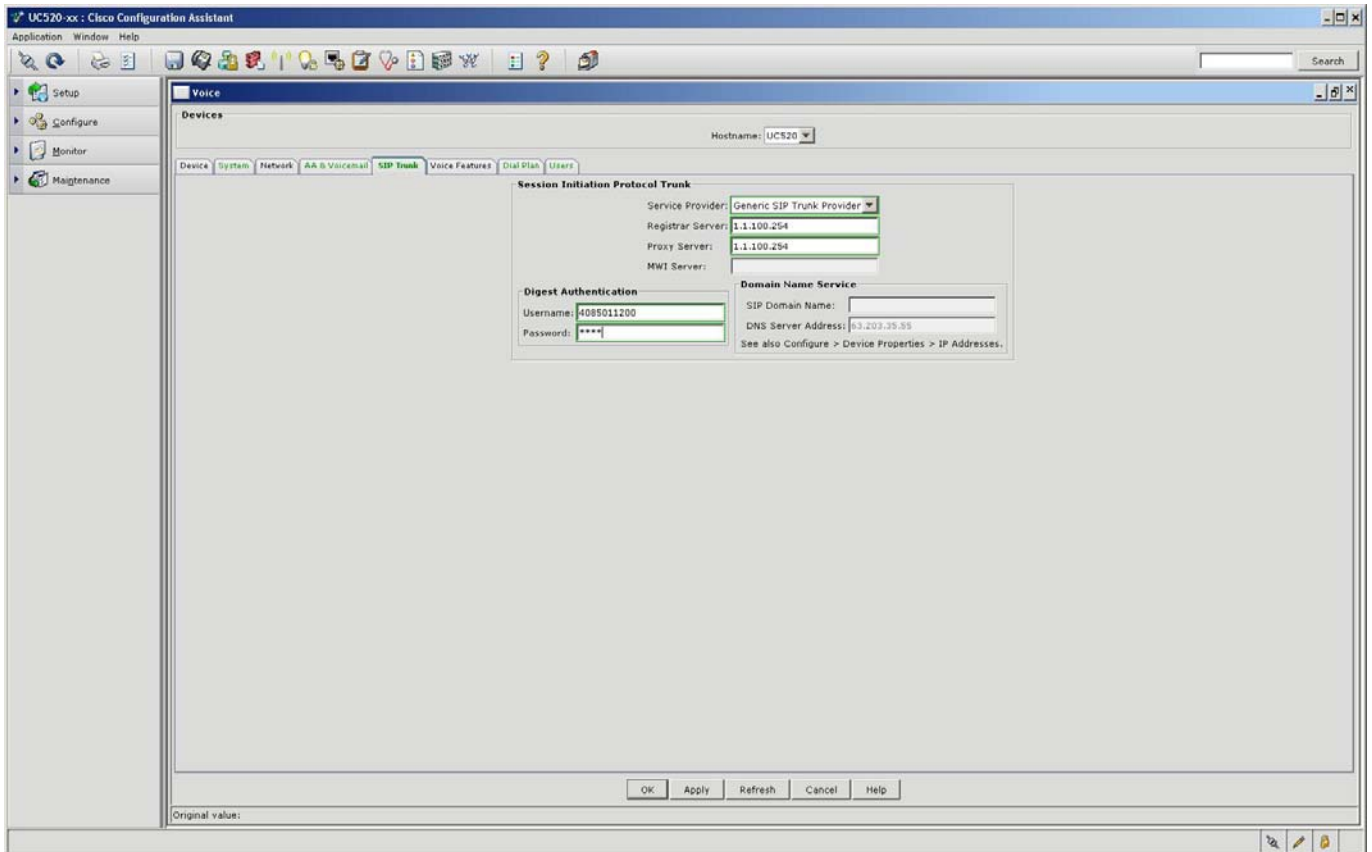 UC520-xx : Cisco Configuration Assistant
Application Window Help
Search
Setup
Configure
Monitor
Maintenance
Voice
Devices
Hostname: UC520
Device System Network AA & Voicemail SIP Trunk Voice Features Dial Plan Users
Session Initiation Protocol Trunk
Service Provider: Generic SIP Trunk Provider
Registrar Server: 1.1.100.254
Proxy Server: 1.1.100.254
MWI Server:
Digest Authentication
Username: 4085011200
Password: ****
Domain Name Service
SIP Domain Name:
DNS Server Address: 63.203.35.55
See also Configure > Device Properties > IP Addresses.
OK Apply Refresh Cancel Help
Original value: